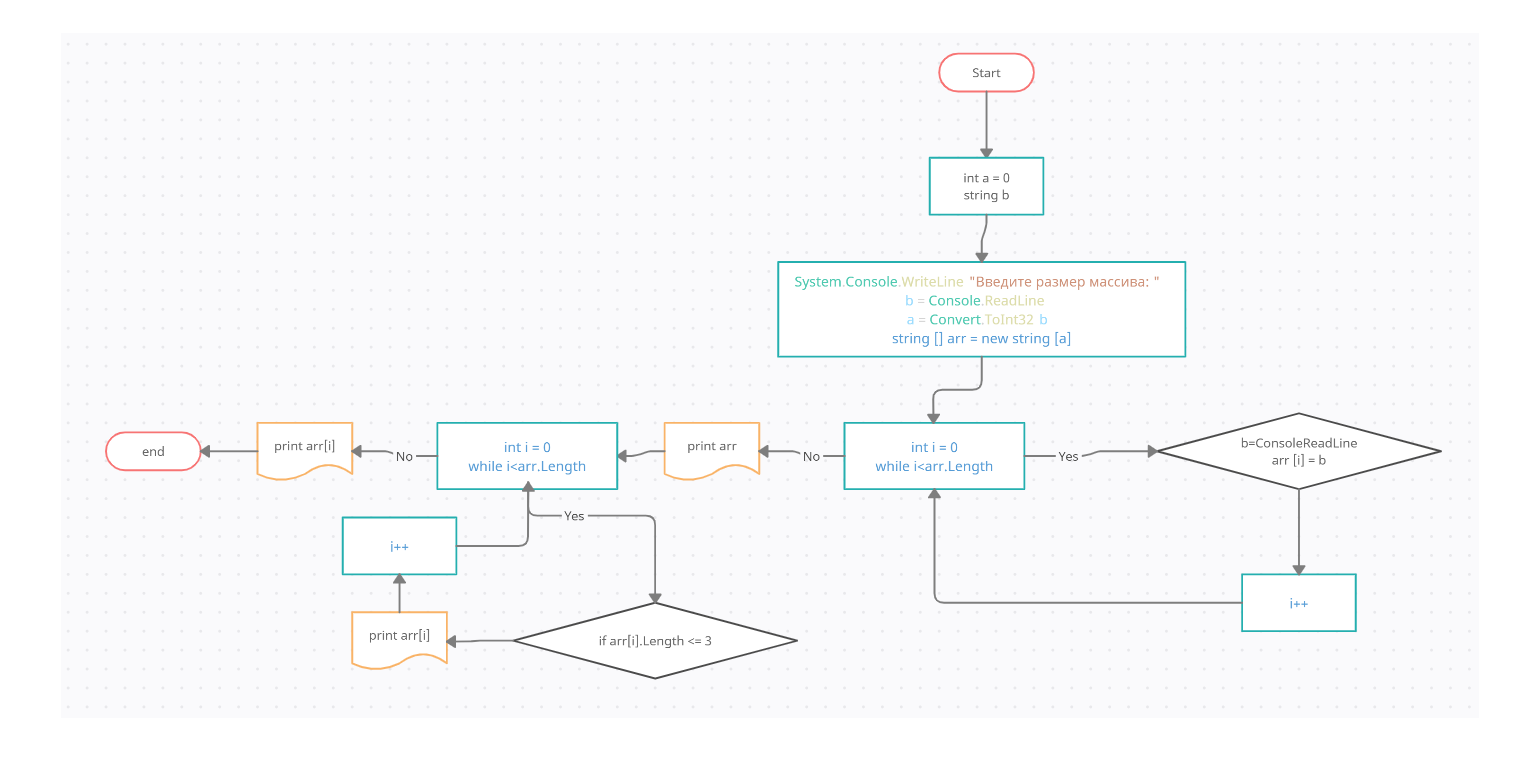 Start
int a = 0
string b
System.Console.WriteLine "Введите размер массива: "
b = Console.ReadLine
a = Convert.ToInt32 b
string [] arr = new string [a]
int i = 0
while i<arr.Length
Yes
b=ConsoleReadLine
arr [i] = b
i++
No
print arr
int i = 0
while i<arr.Length
Yes
if arr[i].Length <= 3
print arr[i]
i++
No
print arr[i]
end